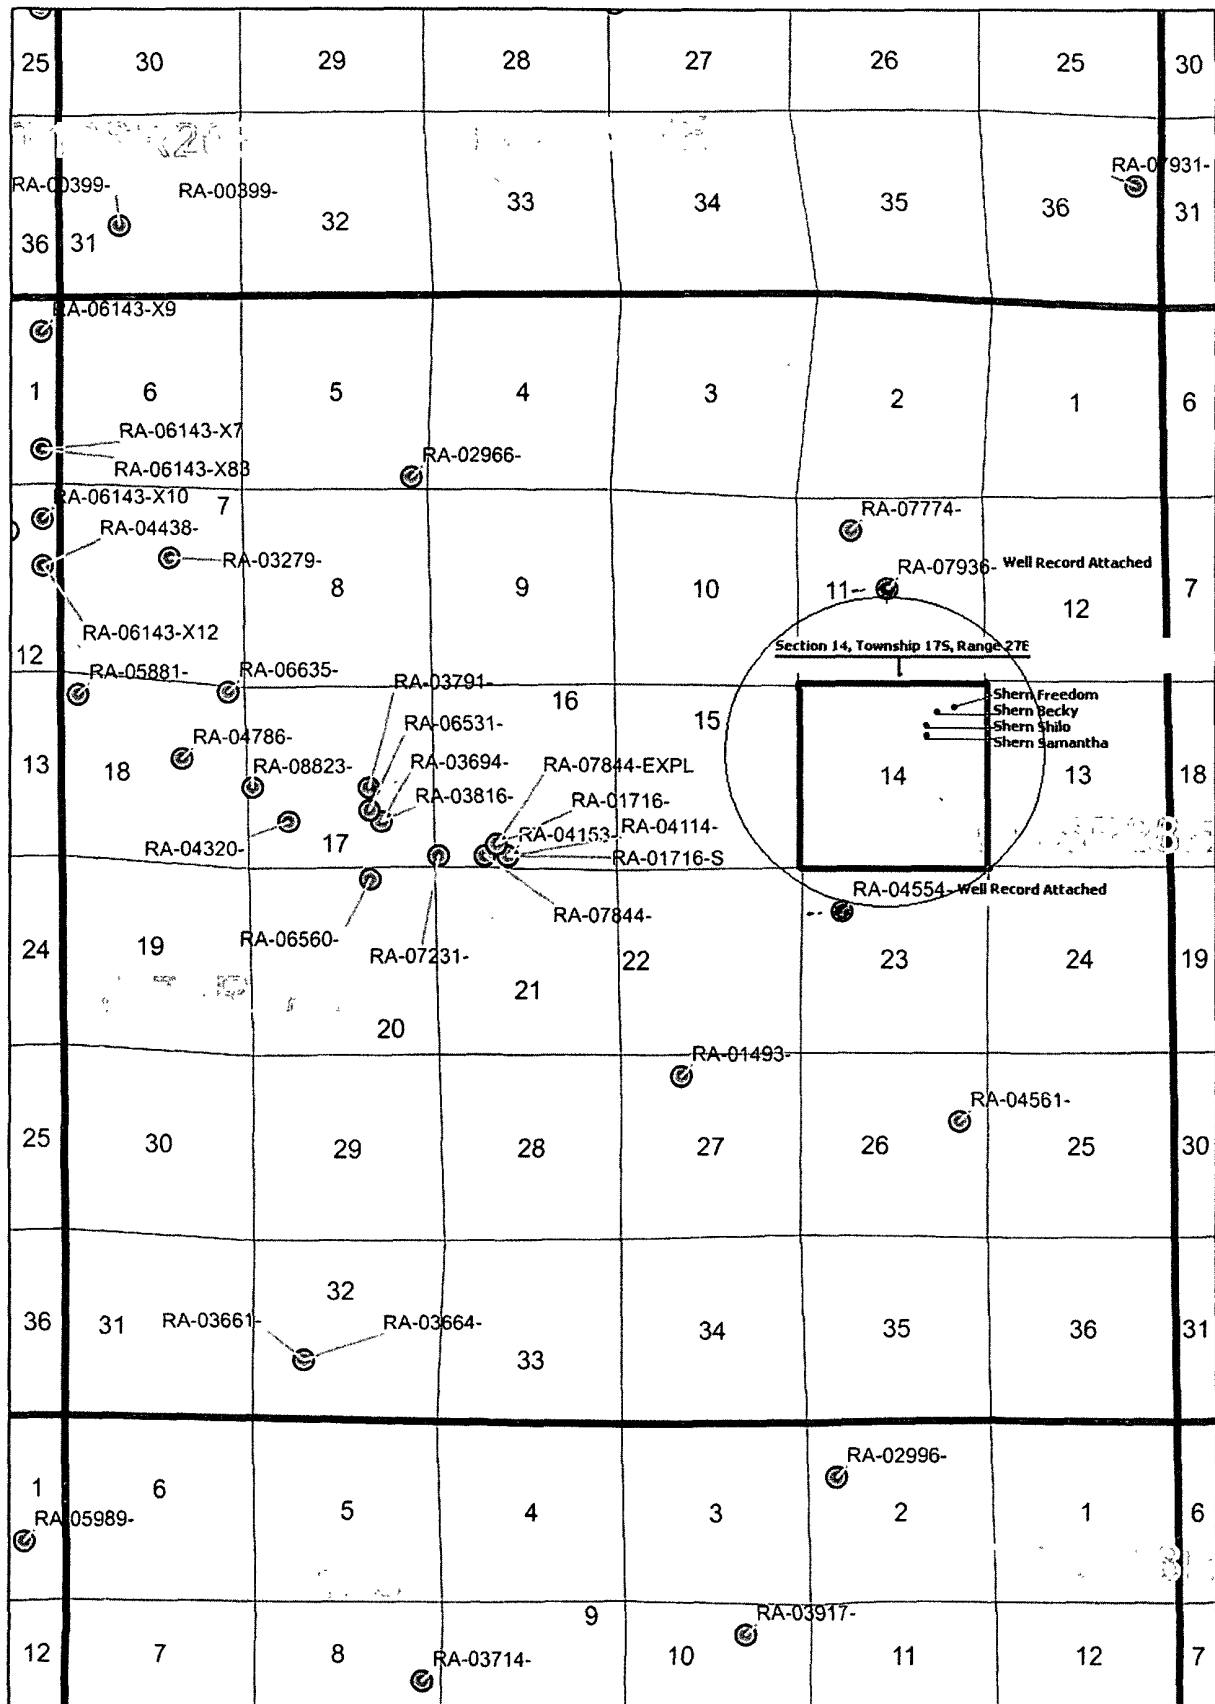 25 30 29 28 27 26 25 30
RA-00399- RA-00399- RA-07931-
36 31 32 33 34 35 36 31
RA-06143-X9
1 6 5 4 3 2 1 6
RA-06143-X7
RA-06143-X83
RA-02966-
RA-06143-X10
7
RA-04438-
RA-07774-
RA-03279-
RA-07936- Well Record Attached
8 9 10 11 12 7
RA-06143-X12
12
Section 14, Township 17S, Range 27E
RA-05881- RA-06635- RA-03791-
16
15
Shern Freedom
Shern Becky
Shern Shilo
Shern Samantha
RA-06531-
RA-04786-
RA-03694-
RA-07844-EXPL
13 18
RA-08823-
RA-03816-
14 13 18
RA-01716-
RA-04153-
RA-04114-
RA-04320-
17
RA-01716-S
RA-04554- Well Record Attached
RA-07844-
RA-06560-
RA-07231-
24 19 22 23 24 19
21
20
RA-01493-
RA-04561-
25 30 29 28 27 26 25 30
32
36 31 RA-03661- RA-03664- 33 34 35 36 31
RA-02996-
1 6 5 4 3 2 1 6
RA-05989-
9
RA-03917-
12 7 8 RA-03714- 10 11 12 7